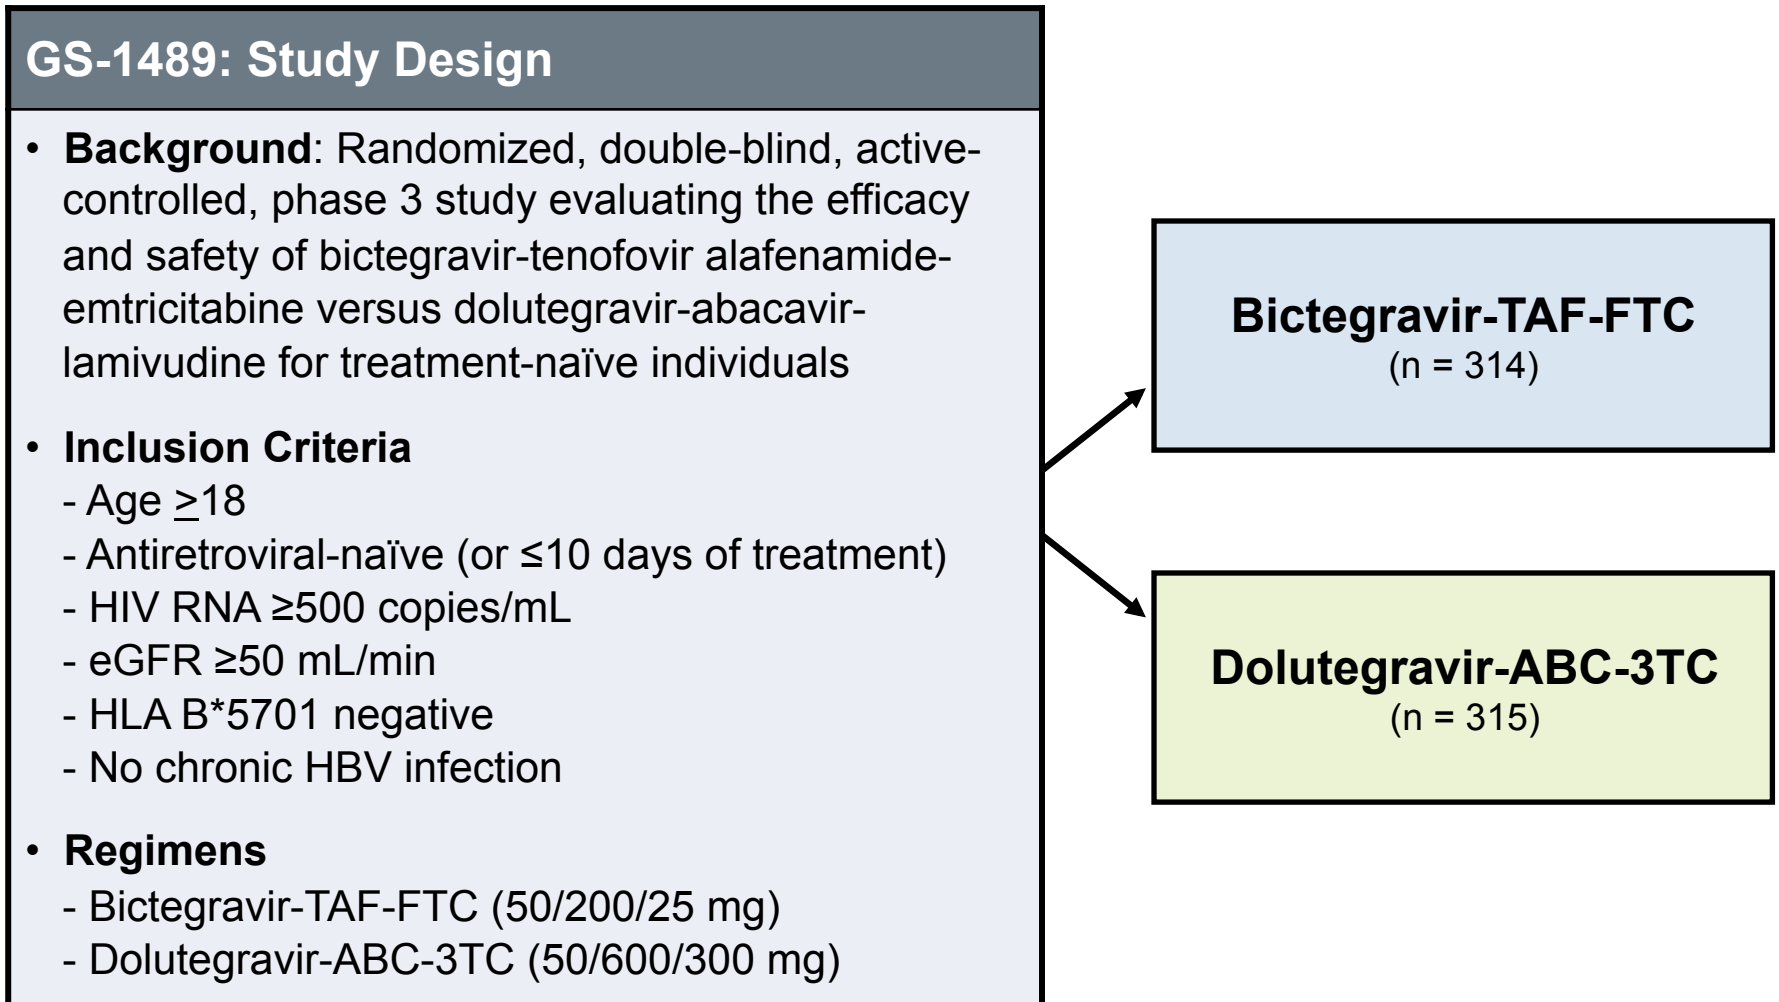 GS-1489: Study Design
• Background: Randomized, double-blind, active-
controlled, phase 3 study evaluating the efficacy
and safety of bictegravir-tenofovir alafenamide-
emtricitabine versus dolutegravir-abacavir-
lamivudine for treatment-naïve individuals
• Inclusion Criteria
- Age ≥18
- Antiretroviral-naïve (or ≤10 days of treatment)
- HIV RNA ≥500 copies/mL
- eGFR ≥50 mL/min
- HLA B*5701 negative
- No chronic HBV infection
• Regimens
- Bictegravir-TAF-FTC (50/200/25 mg)
- Dolutegravir-ABC-3TC (50/600/300 mg)
Bictegravir-TAF-FTC
(n = 314)
Dolutegravir-ABC-3TC
(n = 315)